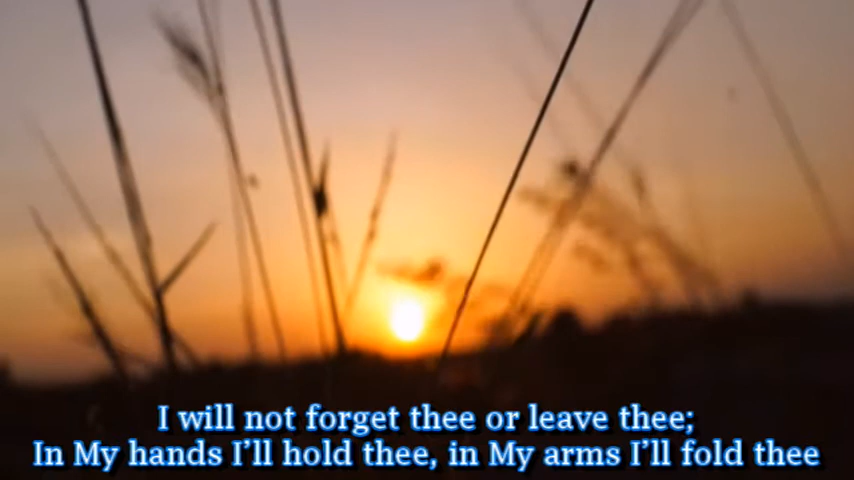 I will not forget thee or leave thee;
In My hands I’ll hold thee, in My arms I’ll fold thee